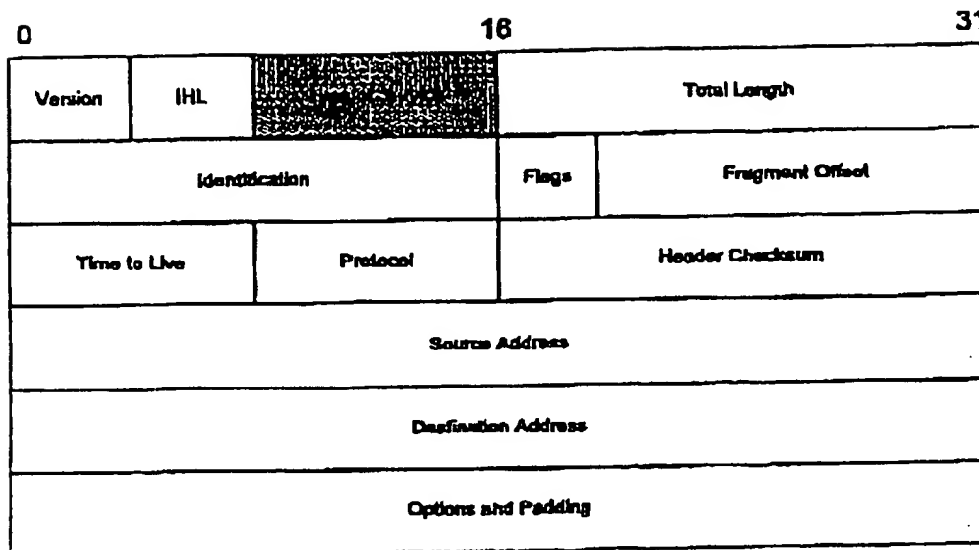 0 16 31
Version IHL Total Length
Identification Flags Fragment Offset
Time to Live Protocol Header Checksum
Source Address
Destination Address
Options and Padding